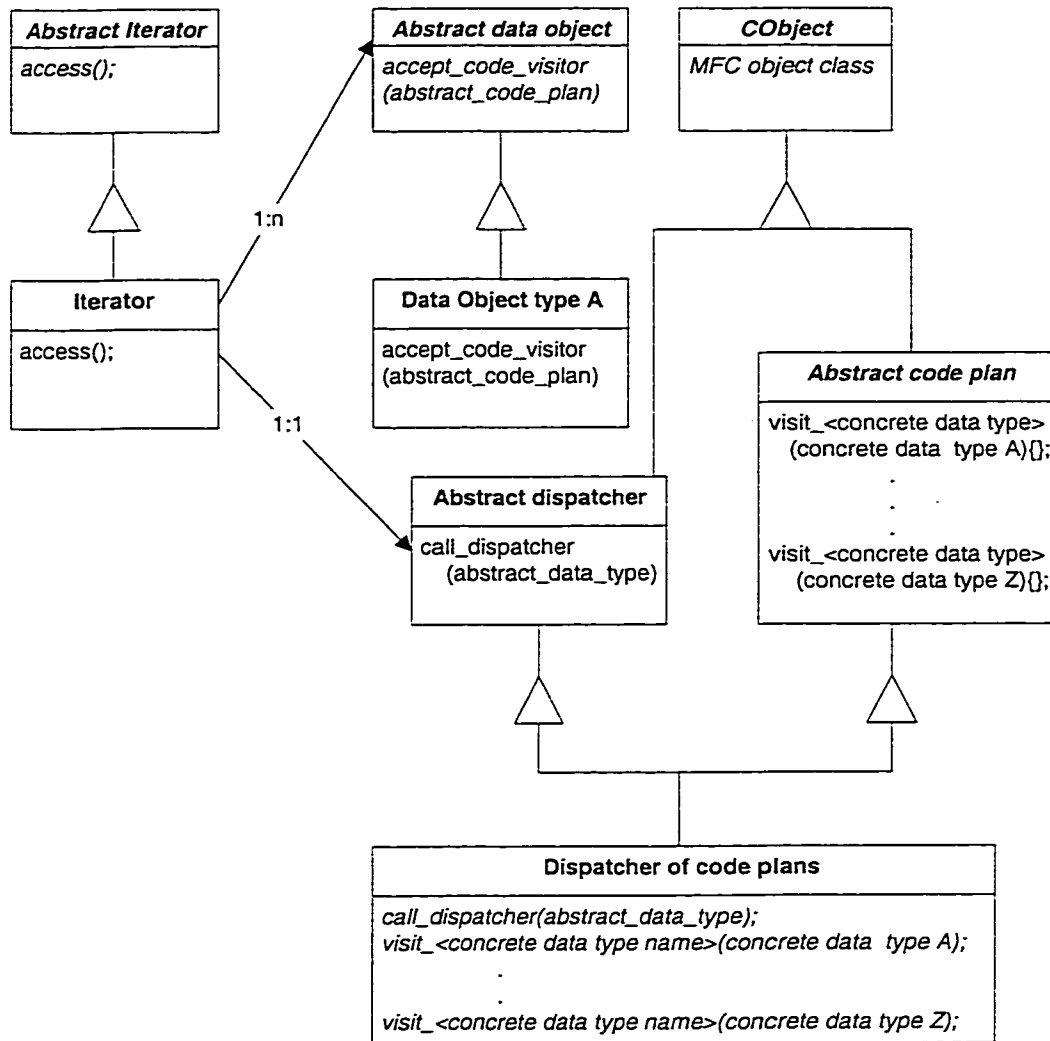 Abstract Iterator
access();
Abstract data object
accept_code_visitor
(abstract_code_plan)
CObject
MFC object class
1:n
Iterator
access();
Data Object type A
accept_code_visitor
(abstract_code_plan)
1:1
Abstract code plan
visit_<concrete data type>
(concrete data type A){};
.
.
.
visit_<concrete data type>
(concrete data type Z){};
Abstract dispatcher
call_dispatcher
(abstract_data_type)
Dispatcher of code plans
call_dispatcher(abstract_data_type);
visit_<concrete data type name>(concrete data type A);
.
.
visit_<concrete data type name>(concrete data type Z);